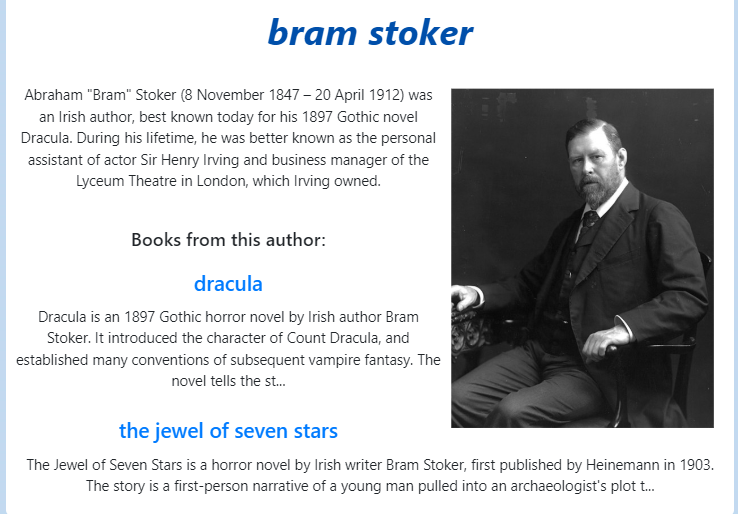 bram stoker
Abraham "Bram" Stoker (8 November 1847 – 20 April 1912) was
an Irish author, best known today for his 1897 Gothic novel
Dracula. During his lifetime, he was better known as the personal
assistant of actor Sir Henry Irving and business manager of the
Lyceum Theatre in London, which Irving owned.
Books from this author:
dracula
Dracula is an 1897 Gothic horror novel by Irish author Bram
Stoker. It introduced the character of Count Dracula, and
established many conventions of subsequent vampire fantasy. The
novel tells the st...
the jewel of seven stars
The Jewel of Seven Stars is a horror novel by Irish writer Bram Stoker, first published by Heinemann in 1903.
The story is a first-person narrative of a young man pulled into an archaeologist's plot t...